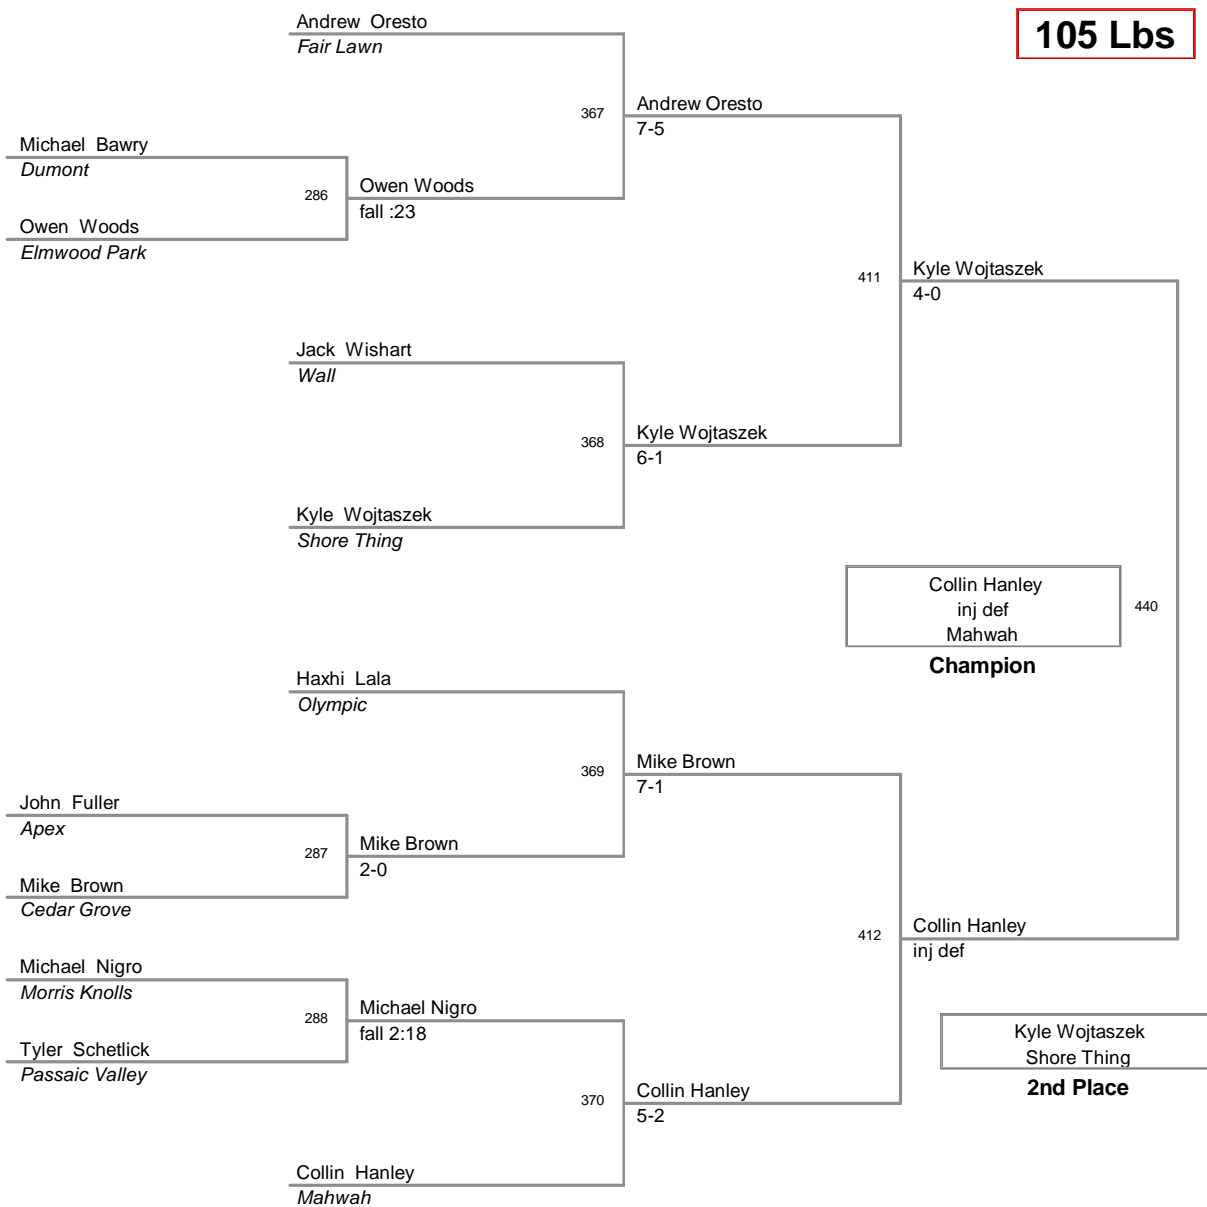 Andrew Oresto
Fair Lawn
105 Lbs
367
Andrew Oresto
7-5
Michael Bawry
Dumont
286
Owen Woods
fall :23
Owen Woods
Elmwood Park
411
Kyle Wojtaszek
4-0
Jack Wishart
Wall
368
Kyle Wojtaszek
6-1
Kyle Wojtaszek
Shore Thing
Collin Hanley
inj def
Mahwah
440
Champion
Haxhi Lala
Olympic
369
Mike Brown
7-1
John Fuller
Apex
287
Mike Brown
2-0
Mike Brown
Cedar Grove
412
Collin Hanley
inj def
Michael Nigro
Morris Knolls
288
Michael Nigro
fall 2:18
Tyler Schetlick
Passaic Valley
Kyle Wojtaszek
Shore Thing
2nd Place
370
Collin Hanley
5-2
Collin Hanley
Mahwah